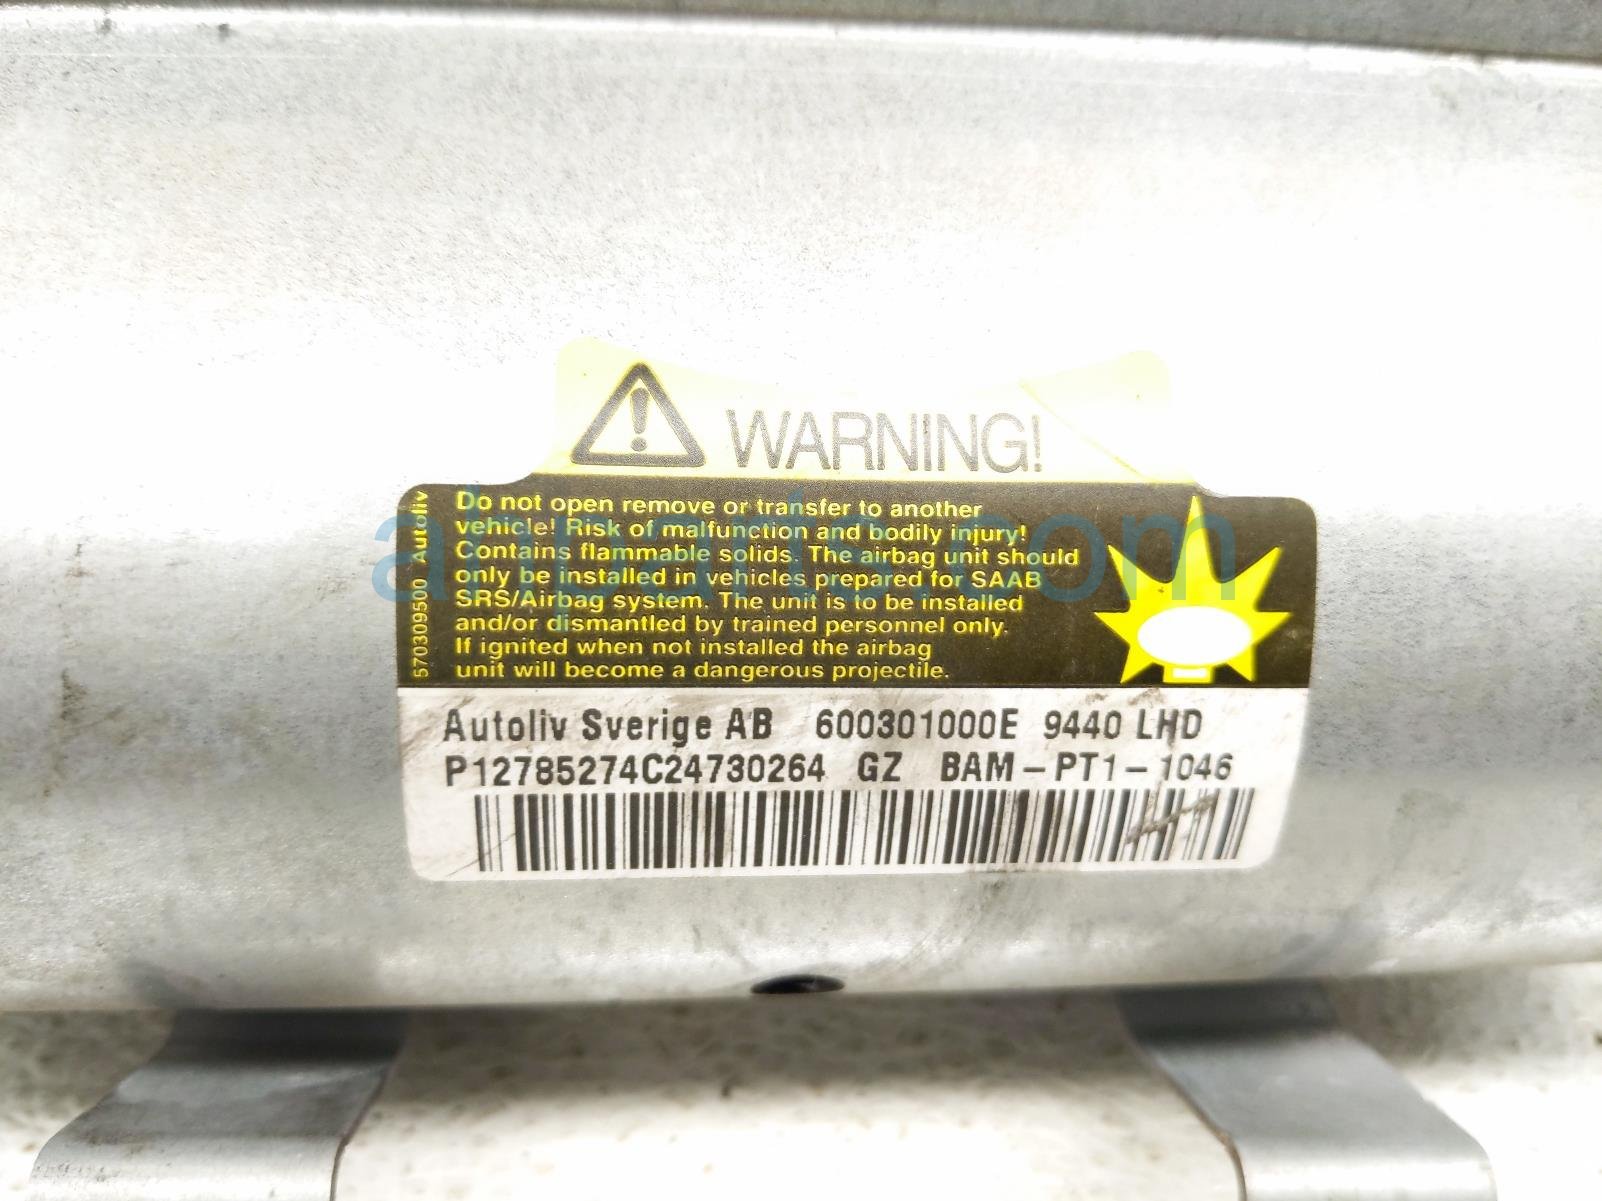 WARNING!
Do not open remove or transfer to another
vehicle! Risk of malfunction and bodily injury!
Contains flammable solids. The airbag unit should
only be installed in vehicles prepared for SAAB
SRS/Airbag system. The unit is to be installed
and/or dismantled by trained personnel only.
If ignited when not installed the airbag
unit will become a dangerous projectile.
570309500 Autoliv
Autoliv Sverige AB 600301000E 9440 LHD
P12785274C24730264 GZ BAM-PT1-1046